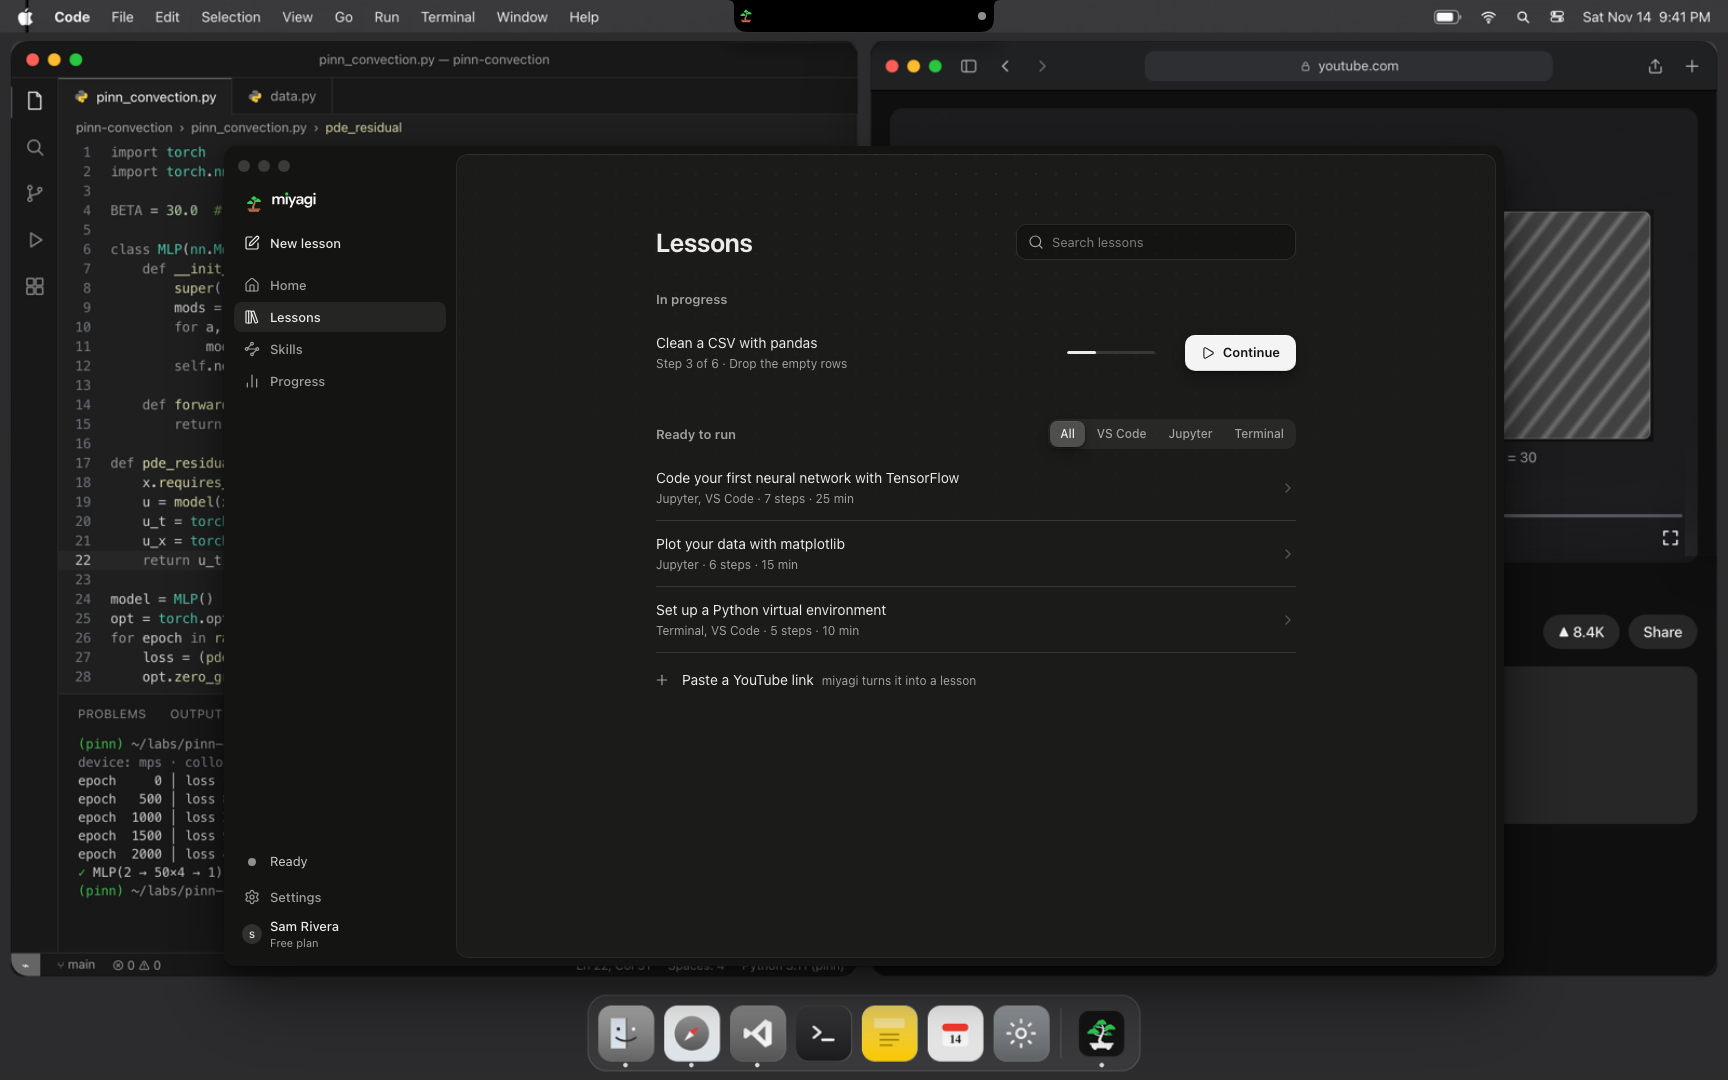 Code File Edit Selection View Go Run Terminal Window Help
Sat Nov 14 9:41 PM
pinn_convection.py — pinn-convection
pinn_convection.py
data.py
pinn-convection › pinn_convection.py › pde_residual
1 import torch
2 import torch.n
3
4 BETA = 30.0 #
5
6 class MLP(nn.M
7 def __init_
8 super(
9 mods =
10 for a,
11 mo
12 self.n
13
14 def forwar
15 return
16
17 def pde_residu
18 x.requires_
19 u = model(
20 u_t = torc
21 u_x = torc
22 return u_t
23
24 model = MLP()
25 opt = torch.op
26 for epoch in r
27 loss = (pd
28 opt.zero_g
PROBLEMS OUTPUT
(pinn) ~/labs/pinn-
device: mps · collo
epoch 0 │ loss
epoch 500 │ loss
epoch 1000 │ loss
epoch 1500 │ loss
epoch 2000 │ loss
✓ MLP(2 → 50×4 → 1)
(pinn) ~/labs/pinn-
main 0 0
youtube.com
= 30
▲ 8.4K
Share
miyagi
New lesson
Home
Lessons
Skills
Progress
Ready
Settings
S
Sam Rivera
Free plan
Lessons
Search lessons
In progress
Clean a CSV with pandas
Step 3 of 6 · Drop the empty rows
Continue
Ready to run
All VS Code Jupyter Terminal
Code your first neural network with TensorFlow
Jupyter, VS Code · 7 steps · 25 min
Plot your data with matplotlib
Jupyter · 6 steps · 15 min
Set up a Python virtual environment
Terminal, VS Code · 5 steps · 10 min
Paste a YouTube link miyagi turns it into a lesson
14